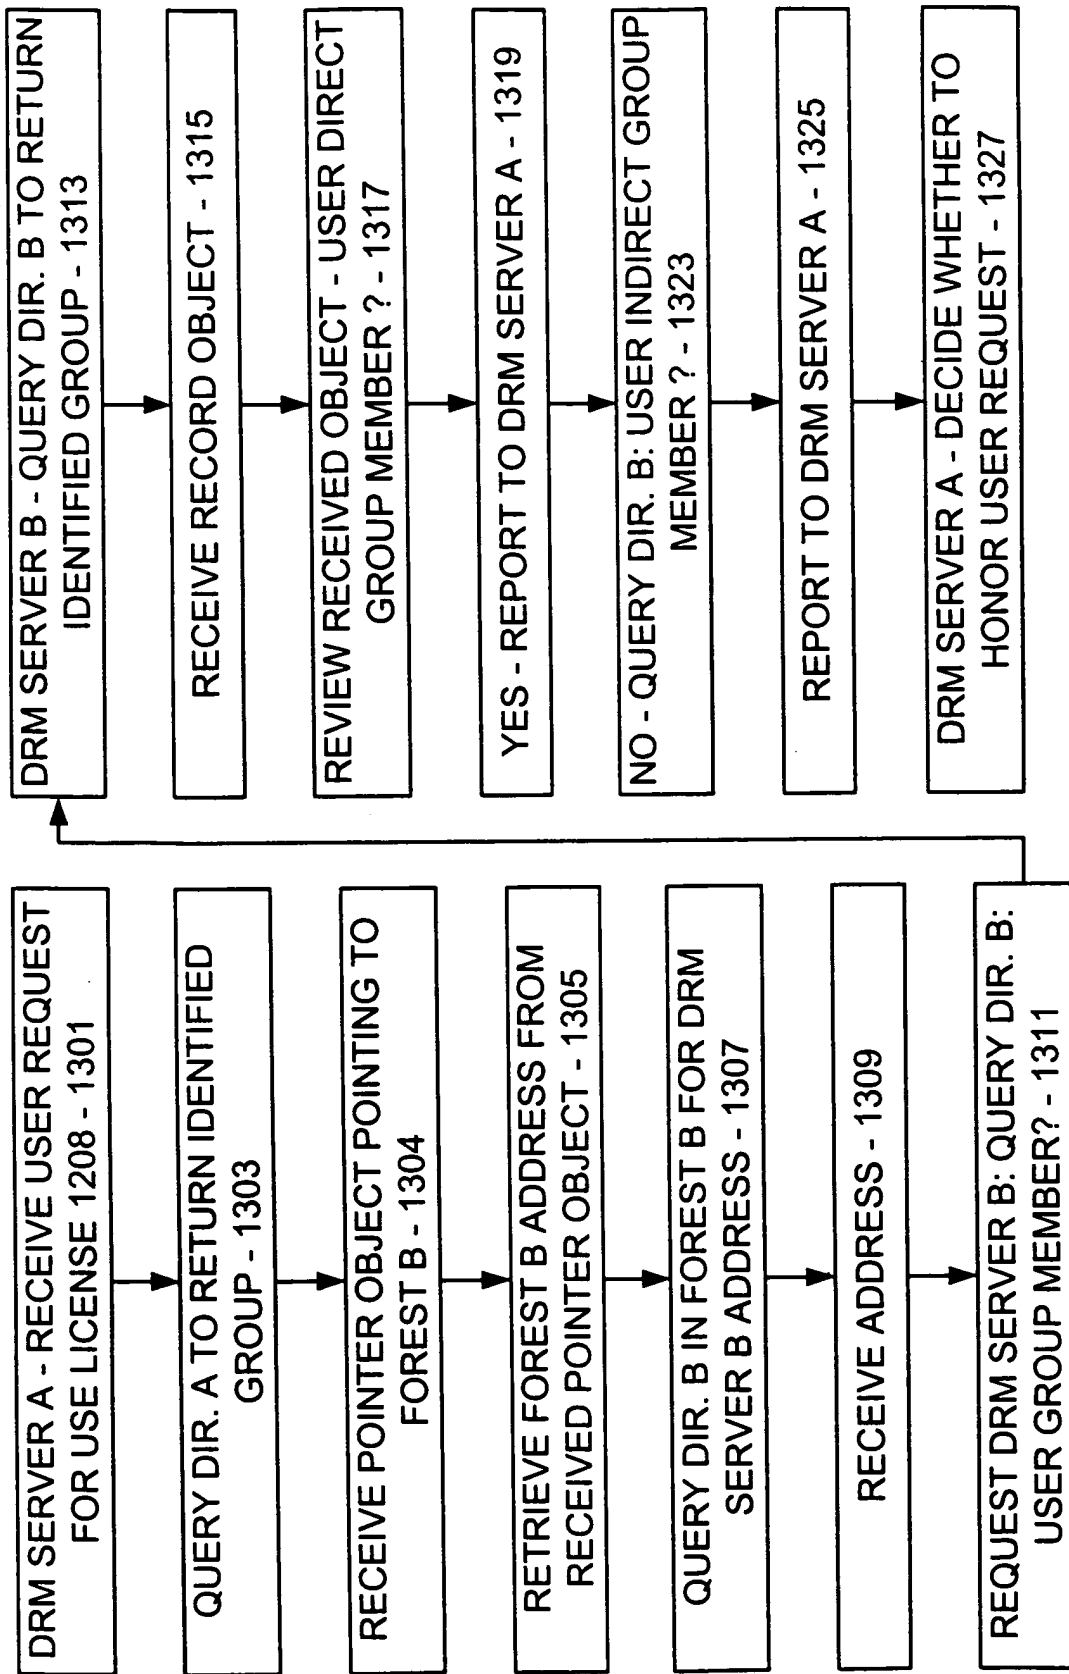 DRM SERVER A - RECEIVE USER REQUEST
FOR USE LICENSE 1208 - 1301
QUERY DIR. A TO RETURN IDENTIFIED
GROUP - 1303
RECEIVE POINTER OBJECT POINTING TO
FOREST B - 1304
RETRIEVE FOREST B ADDRESS FROM
RECEIVED POINTER OBJECT - 1305
QUERY DIR. B IN FOREST B FOR DRM
SERVER B ADDRESS - 1307
RECEIVE ADDRESS - 1309
REQUEST DRM SERVER B: QUERY DIR. B:
USER GROUP MEMBER? - 1311
DRM SERVER B - QUERY DIR. B TO RETURN
IDENTIFIED GROUP - 1313
RECEIVE RECORD OBJECT - 1315
REVIEW RECEIVED OBJECT - USER DIRECT
GROUP MEMBER ? - 1317
YES - REPORT TO DRM SERVER A - 1319
NO - QUERY DIR. B: USER INDIRECT GROUP
MEMBER ? - 1323
REPORT TO DRM SERVER A - 1325
DRM SERVER A - DECIDE WHETHER TO
HONOR USER REQUEST - 1327